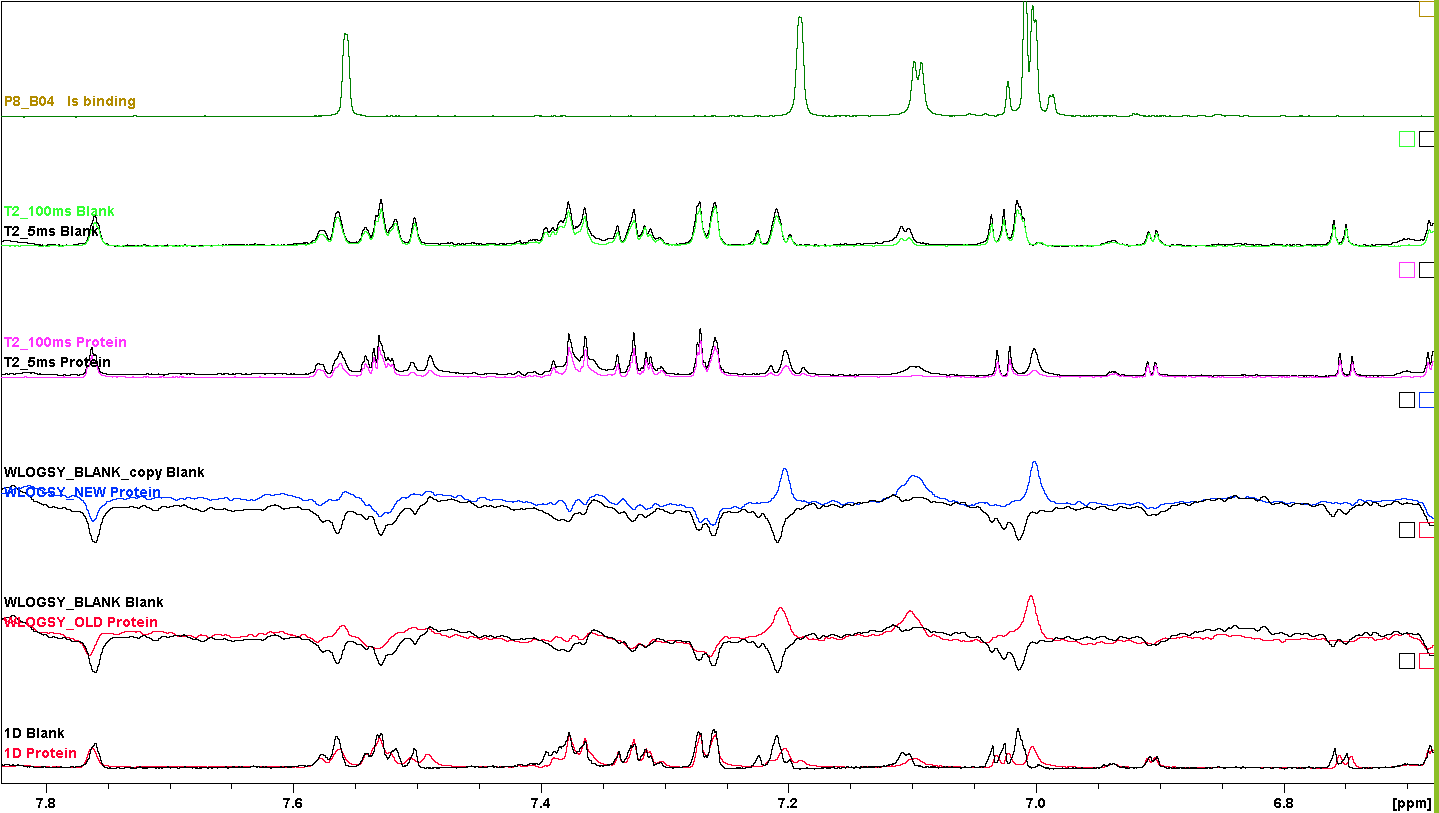 P8_B04 Is binding
T2_100ms Blank
T2_5ms Blank
T2_100ms Protein
T2_5ms Protein
WLOGSY_BLANK_copy Blank
WLOGSY_NEW Protein
WLOGSY_BLANK Blank
WLOGSY_OLD Protein
1D Blank
1D Protein
7.8 7.6 7.4 7.2 7.0 6.8 [ppm]